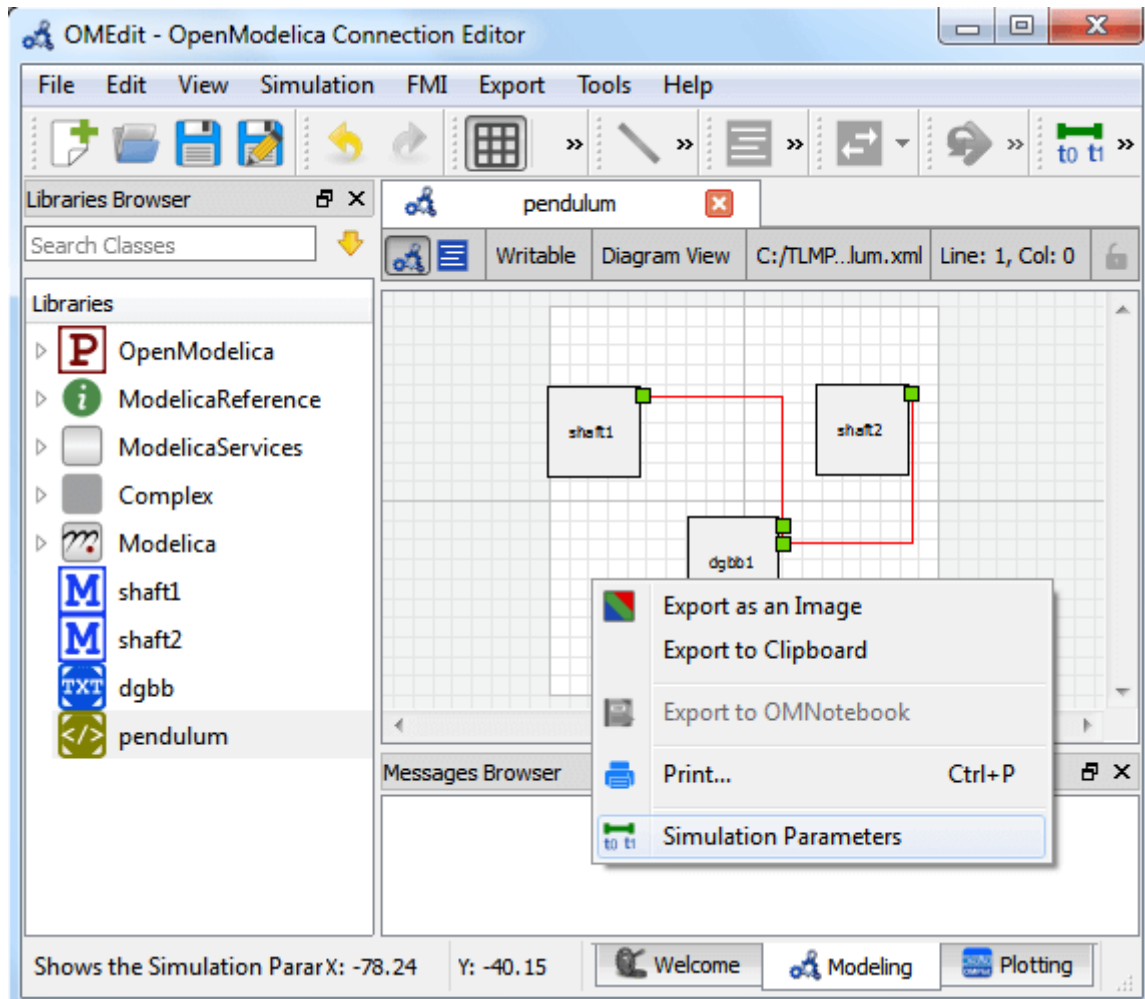 OMEdit - OpenModelica Connection Editor
File Edit View Simulation FMI Export Tools Help
t0 t1
Libraries Browser
pendulum
Search Classes
Writable Diagram View C:/TLMP...lum.xml Line: 1, Col: 0
Libraries
P OpenModelica
i ModelicaReference
ModelicaServices
Complex
Modelica
M shaft1
M shaft2
TXT dgbb
</> pendulum
shaft1
shaft2
dgbb1
Export as an Image
Export to Clipboard
Export to OMNotebook
Print... Ctrl+P
t0 t1 Simulation Parameters
Messages Browser
Shows the Simulation Parar X: -78.24 Y: -40.15 Welcome Modeling Plotting